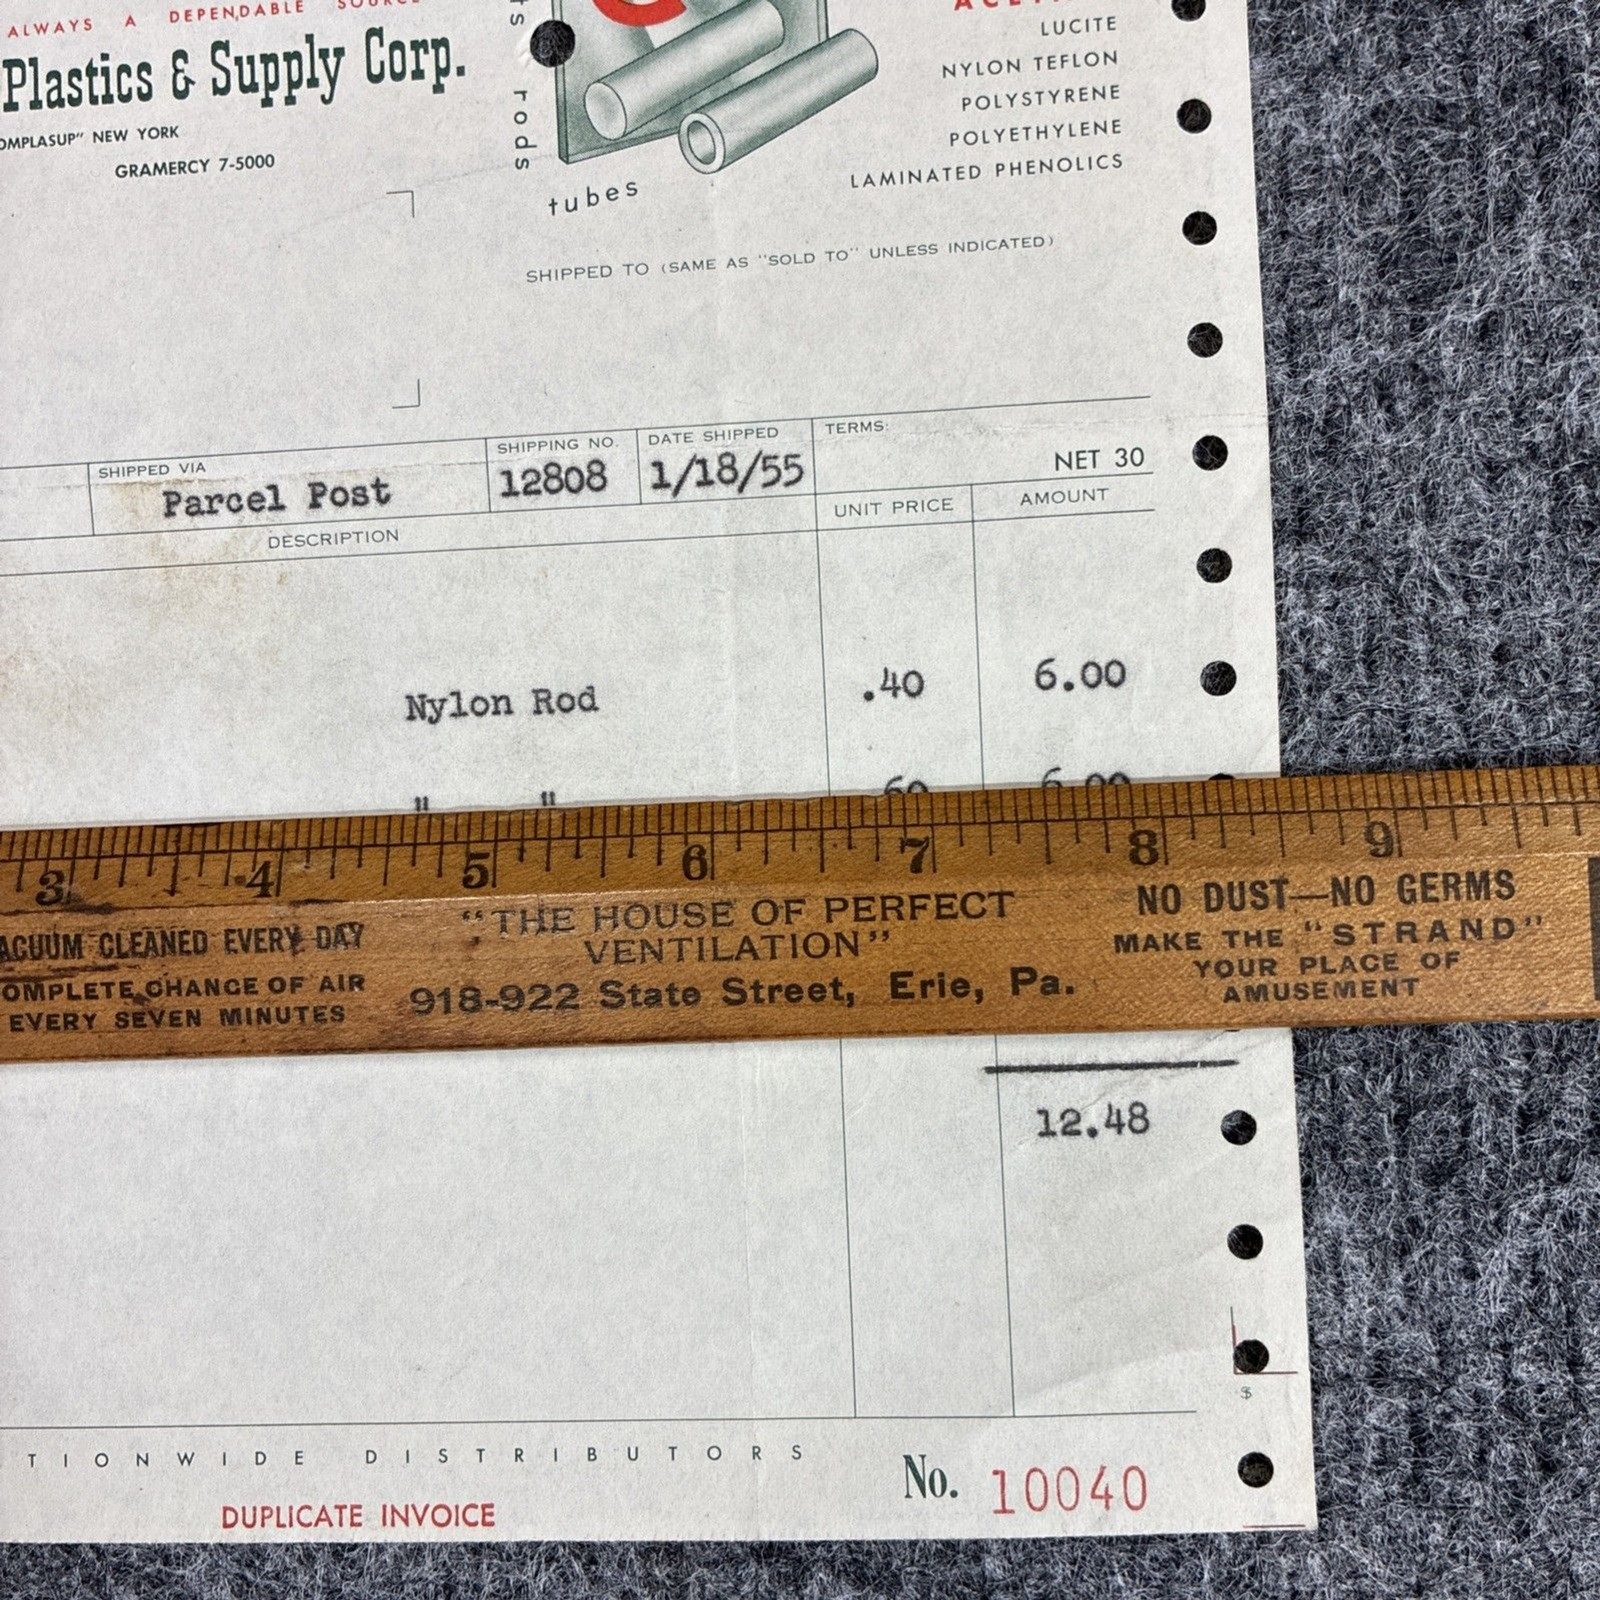 ALWAYS A DEPENDABLE
Plastics & Supply Corp.
NEW YORK
GRAMERCY 7-5000
rods
tubes
LUCITE
NYLON TEFLON
POLYSTYRENE
POLYETHYLENE
LAMINATED PHENOLICS
SHIPPED TO (SAME AS "SOLD TO" UNLESS INDICATED)
SHIPPED VIA
Parcel Post
SHIPPING NO.
12808
DATE SHIPPED
1/18/55
TERMS:
NET 30
DESCRIPTION
UNIT PRICE
AMOUNT
Nylon Rod .40 6.00
" " 60 6.00
3 4 5 6 7 8 9
CLEANED EVERY DAY
CHANGE OF AIR
EVERY SEVEN MINUTES
"THE HOUSE OF PERFECT
VENTILATION"
918-922 State Street, Erie, Pa.
NO DUST—NO GERMS
MAKE THE "STRAND"
YOUR PLACE OF
AMUSEMENT
12.48
$
TIONWIDE DISTRIBUTORS
DUPLICATE INVOICE
No. 10040